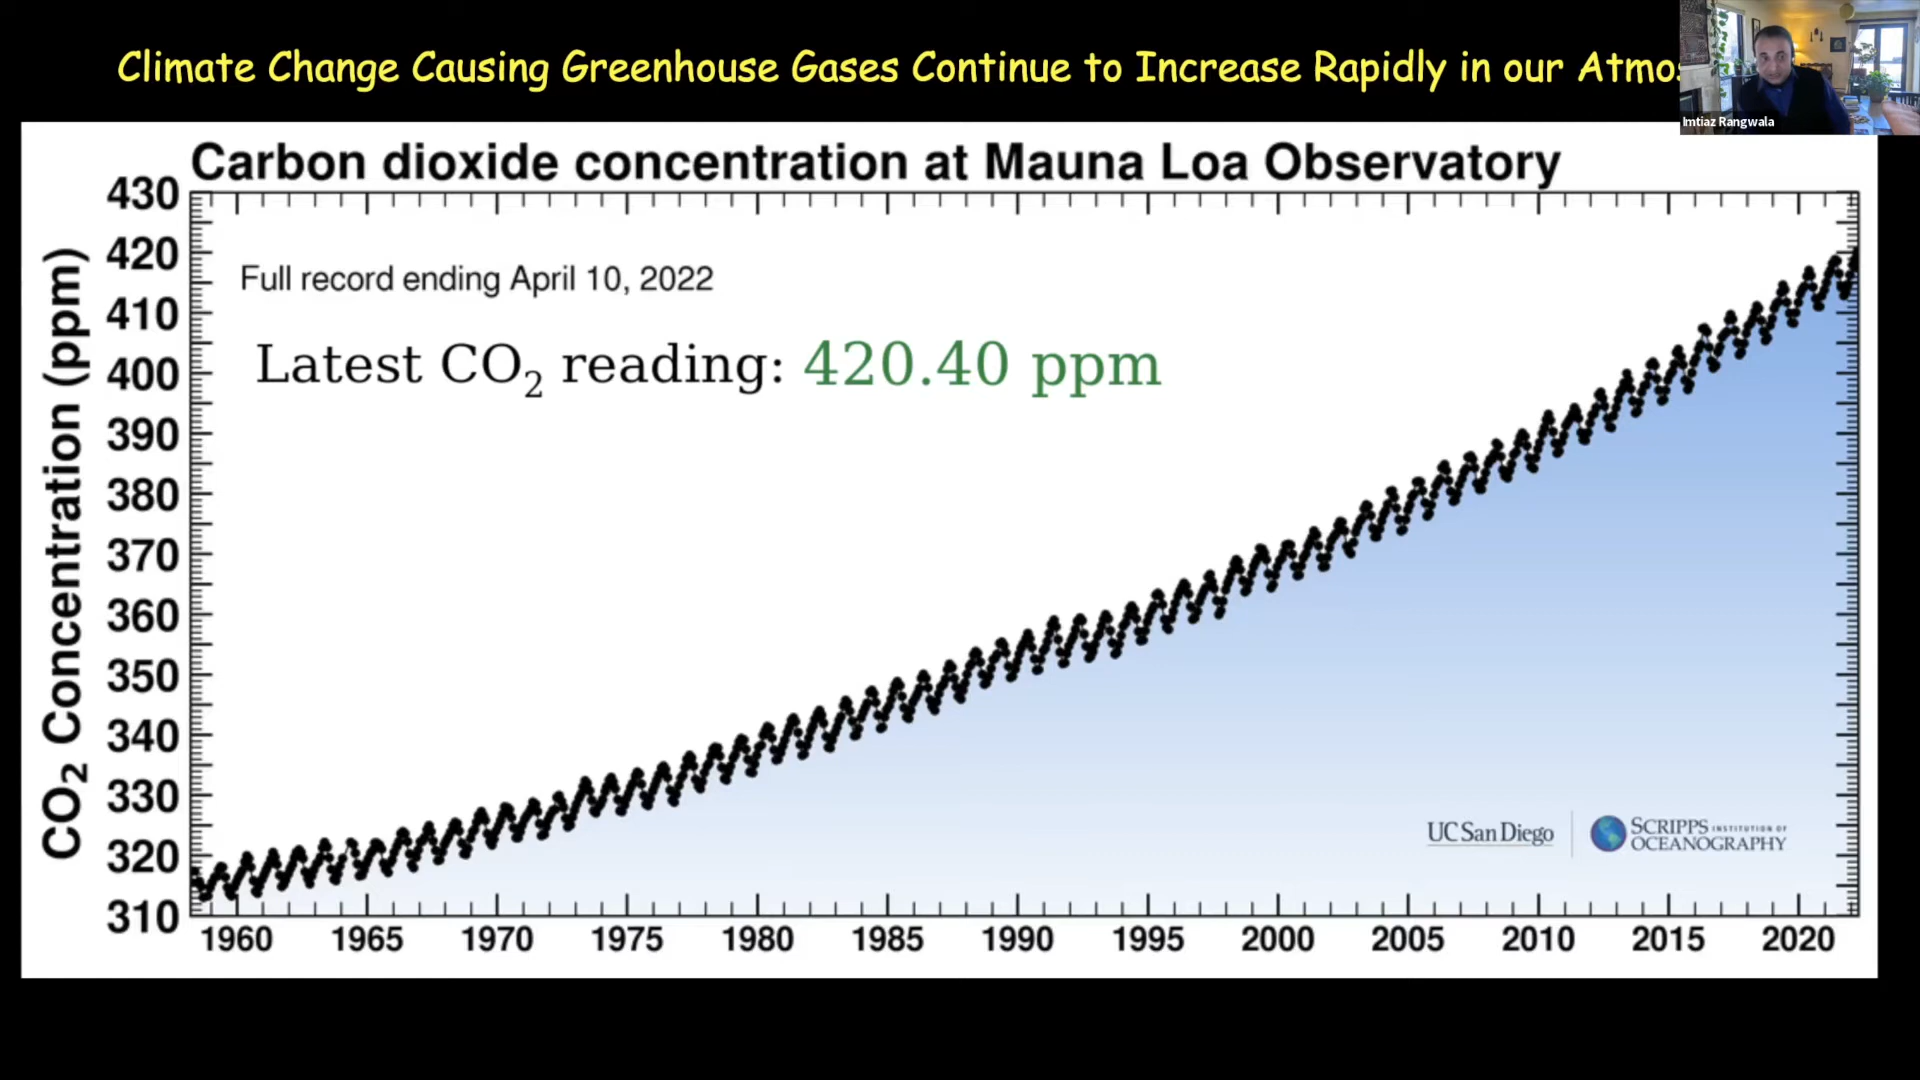 Climate Change Causing Greenhouse Gases Continue to Increase Rapidly in our
Imtiaz Rangwala
Carbon dioxide concentration at Mauna Loa Observatory
Full record ending April 10, 2022
Latest CO₂ reading: 420.40 ppm
CO₂ Concentration (ppm)
430
420
410
400
390
380
370
360
350
340
330
320
310
UC San Diego
SCRIPPS INSTITUTION OF
OCEANOGRAPHY
1960 1965 1970 1975 1980 1985 1990 1995 2000 2005 2010 2015 2020